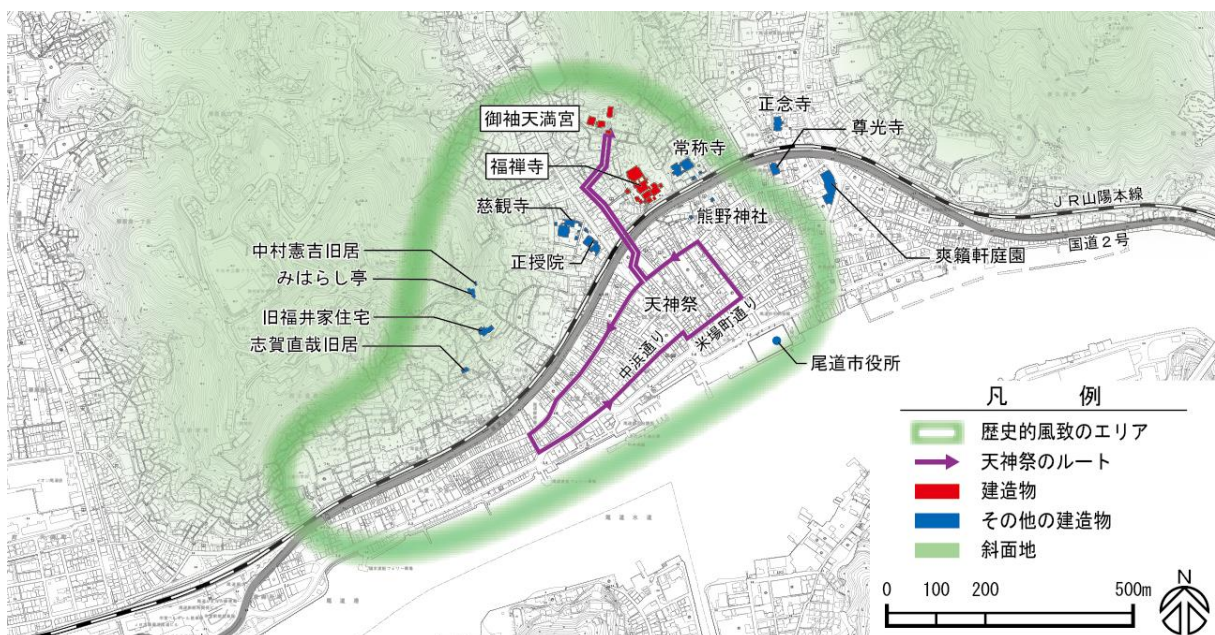 御袖天満宮
正念寺
尊光寺
常称寺
福禅寺
慈観寺
熊野神社
JR山陽本線
国道2号
中村憲吉旧居
正授院
爽籟軒庭園
みはらし亭
天神祭
旧福井家住宅
米場町通り
中浜通り
志賀直哉旧居
尾道市役所
凡 例
歴史的風致のエリア
天神祭のルート
建造物
その他の建造物
斜面地
尾道水道
N
0 100 200 500m